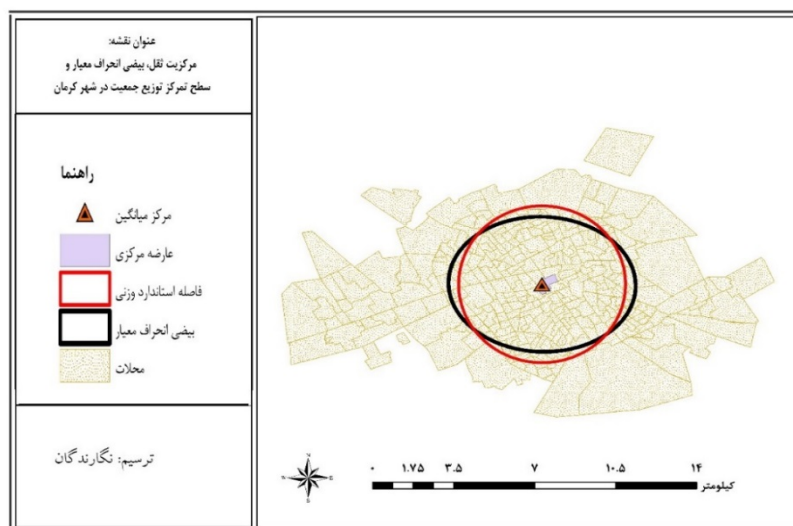 عنوان نقشه:
مرکزیت ثقل، بیضی انحراف معیار و
سطح تمرکز توزیع جمعیت در شهر کرمان
راهنما
مرکز میانگین
عارضه مرکزی
فاصله استاندارد وزنی
بیضی انحراف معیار
محلات
ترسیم: نگارندگان
N
۰ ۱.۷۵ ۳.۵ ۷ ۱۰.۵ ۱۴
کیلومتر